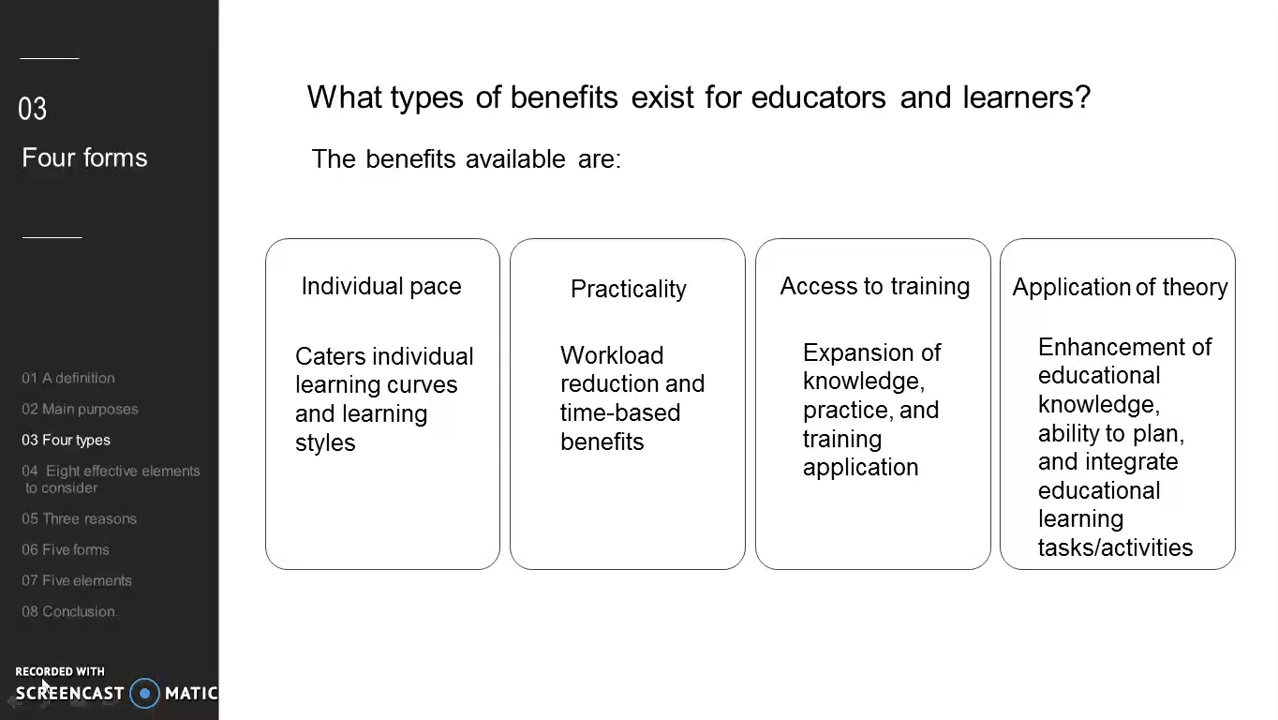 03
Four forms
01 A definition
02 Main purposes
03 Four types
04 Eight effective elements
to consider
05 Three reasons
06 Five forms
07 Five elements
08 Conclusion
RECORDED WITH
SCREENCAST MATIC
What types of benefits exist for educators and learners?
The benefits available are:
Individual pace
Caters individual
learning curves
and learning
styles
Practicality
Workload
reduction and
time-based
benefits
Access to training
Expansion of
knowledge,
practice, and
training
application
Application of theory
Enhancement of
educational
knowledge,
ability to plan,
and integrate
educational
learning
tasks/activities